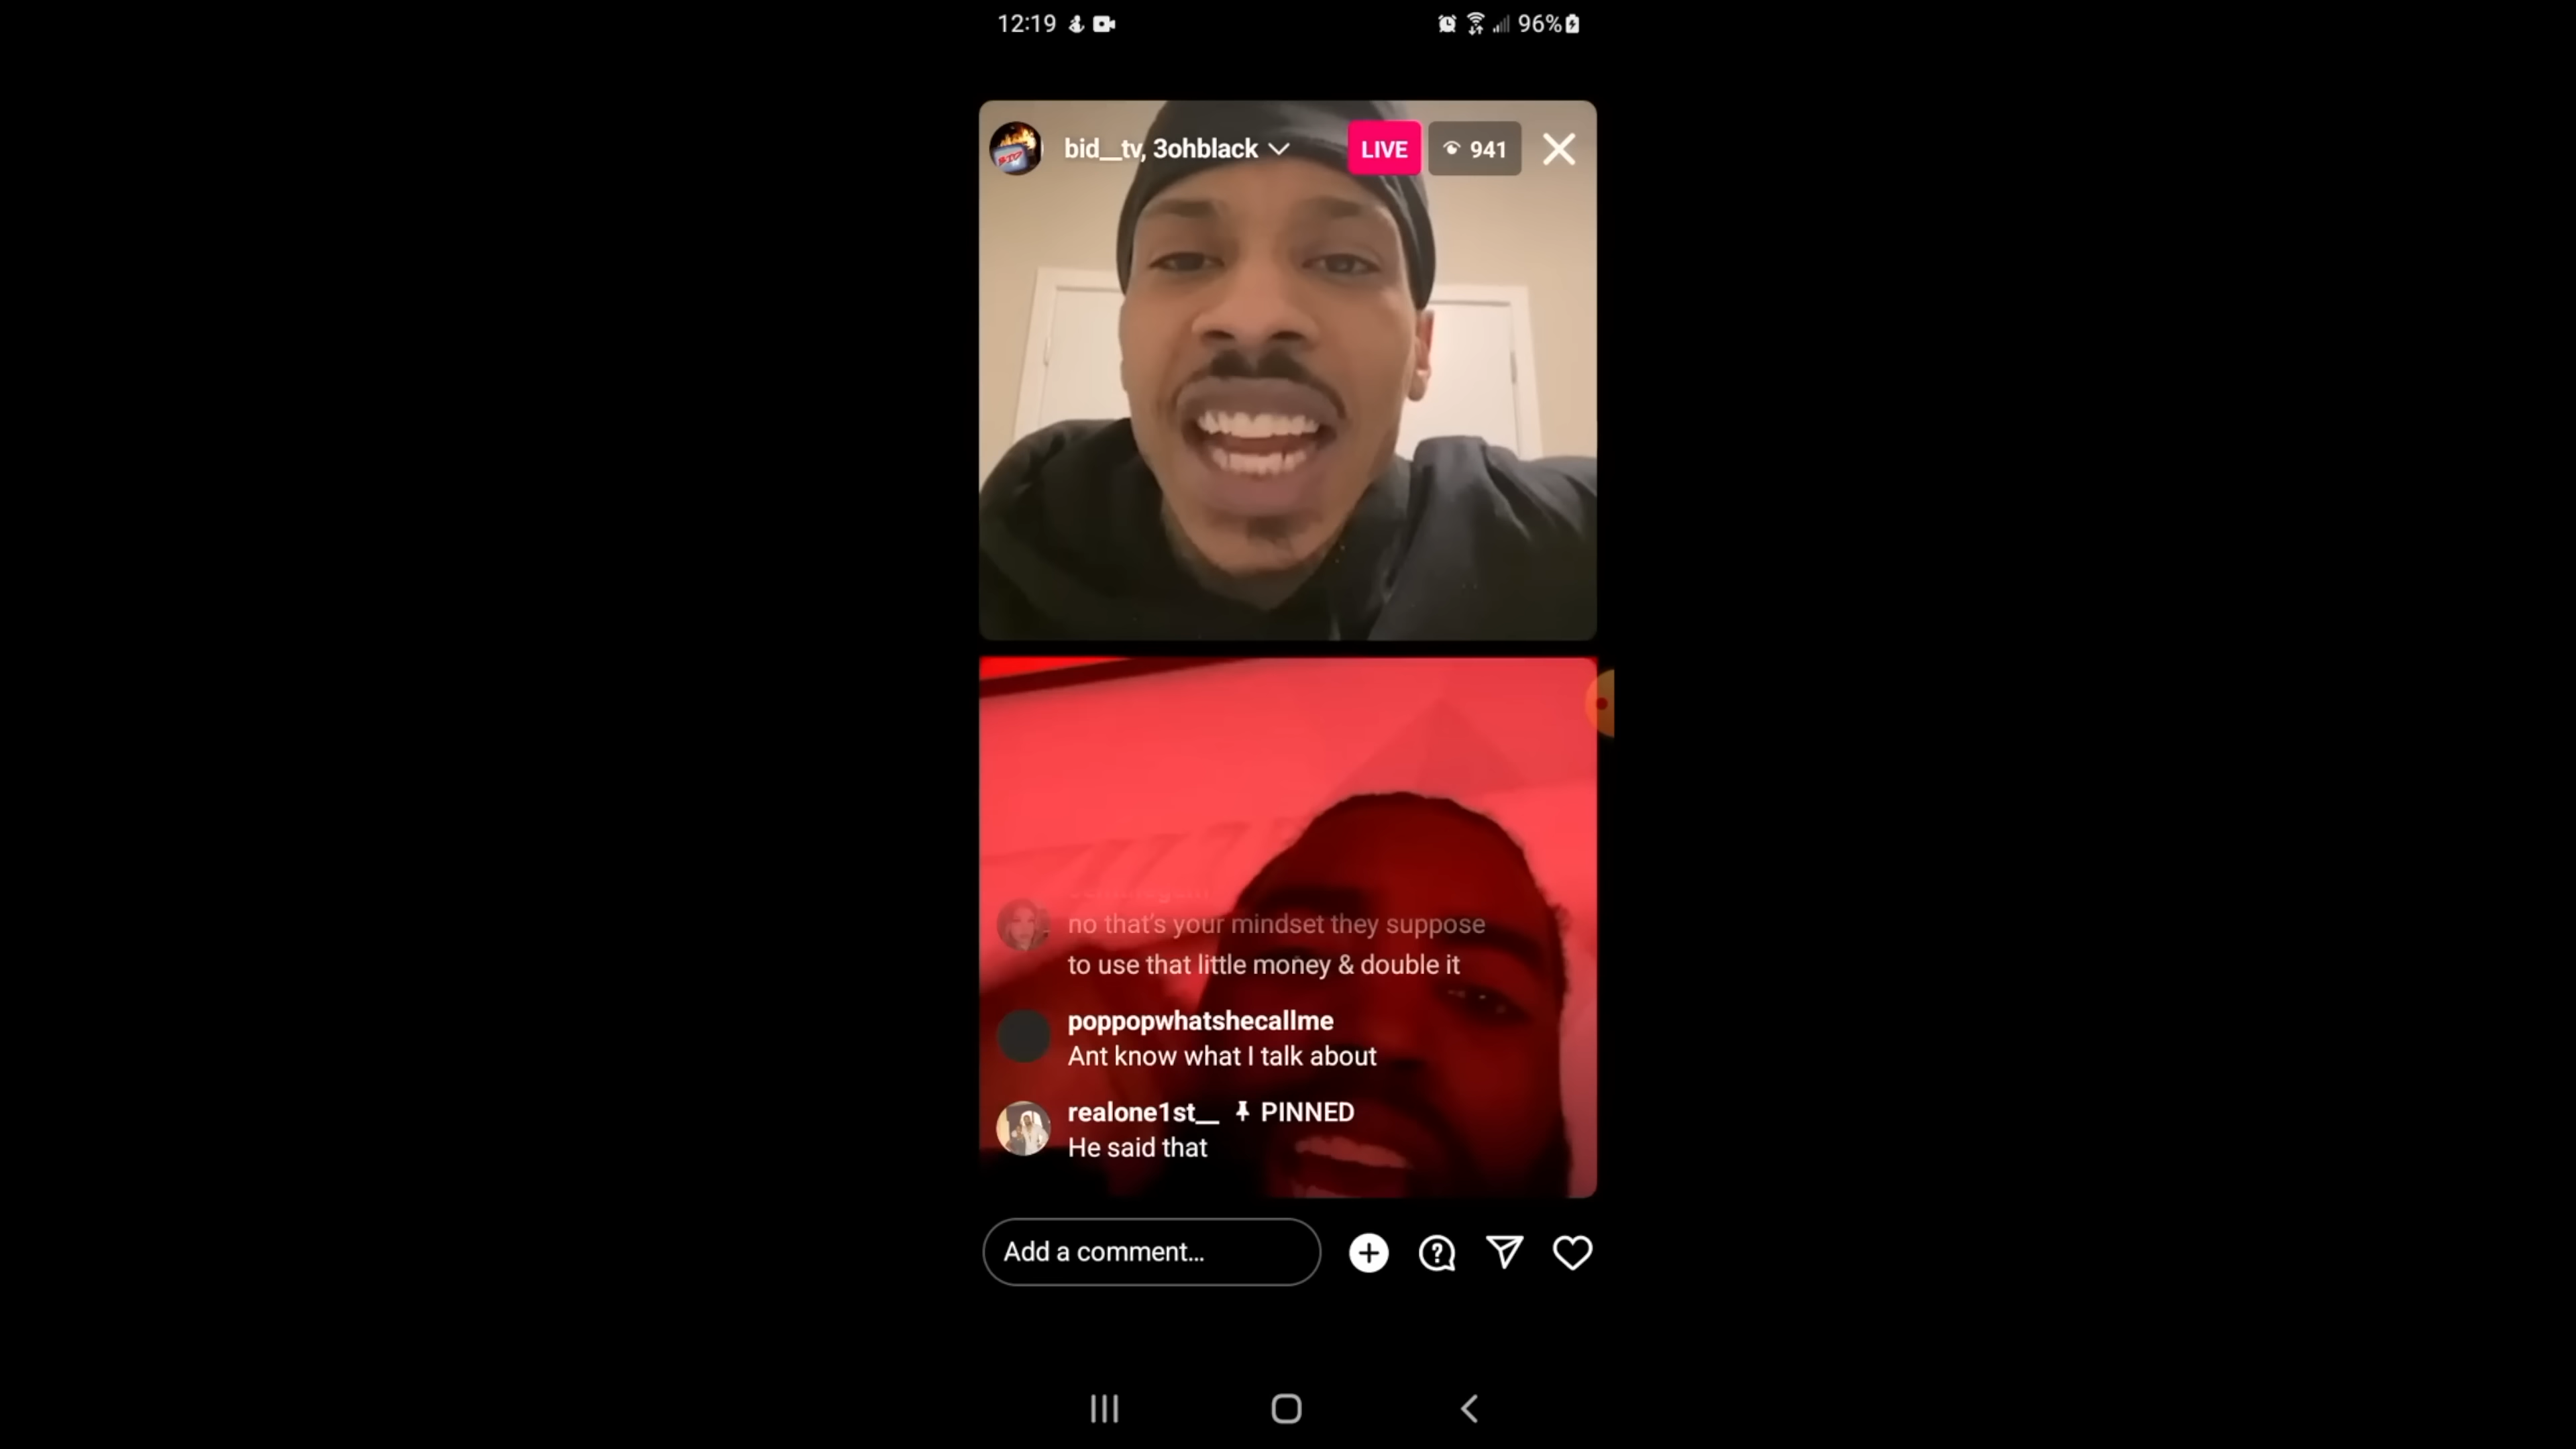 12:19
96%
bid__tv, 3ohblack
LIVE
941
no that's your mindset they suppose
to use that little money & double it
poppopwhatshecallme
Ant know what I talk about
realone1st__ PINNED
He said that
Add a comment...